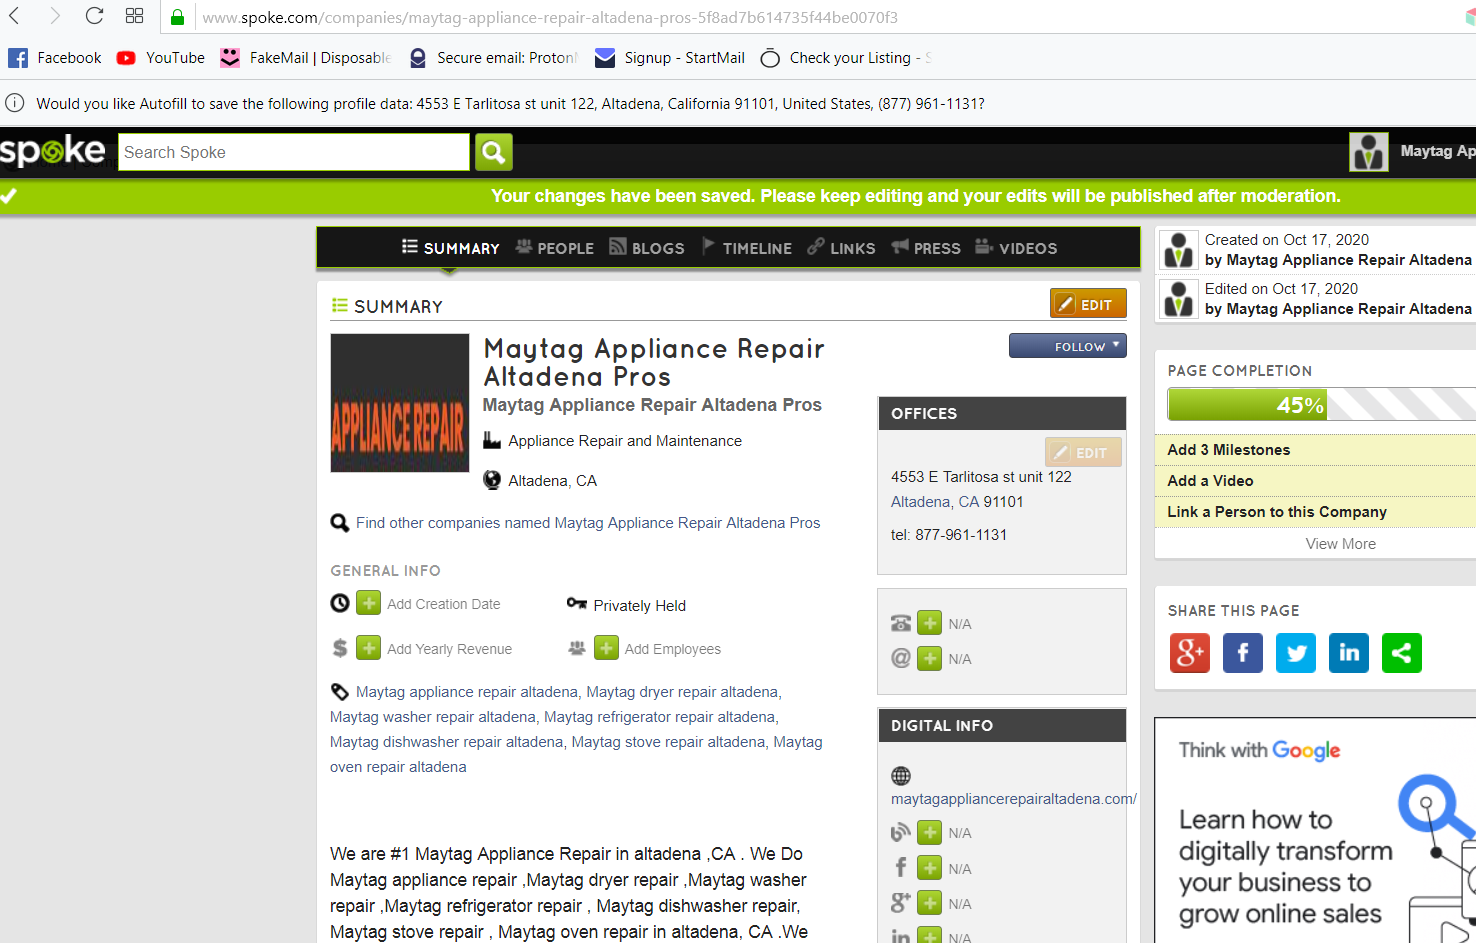 www.spoke.com/companies/maytag-appliance-repair-altadena-pros-5f8ad7b614735f44be0070f3
Facebook YouTube FakeMail | Disposable Secure email: Proton Signup - StartMail Check your Listing -
Would you like Autofill to save the following profile data: 4553 E Tarlitosa st unit 122, Altadena, California 91101, United States, (877) 961-1131?
spoke Search Spoke Maytag Ap
Your changes have been saved. Please keep editing and your edits will be published after moderation.
SUMMARY PEOPLE BLOGS TIMELINE LINKS PRESS VIDEOS
SUMMARY
EDIT
FOLLOW
APPLIANCE REPAIR
Maytag Appliance Repair
Altadena Pros
Maytag Appliance Repair Altadena Pros
Appliance Repair and Maintenance
Altadena, CA
Find other companies named Maytag Appliance Repair Altadena Pros
GENERAL INFO
Add Creation Date
Privately Held
Add Yearly Revenue
Add Employees
Maytag appliance repair altadena, Maytag dryer repair altadena,
Maytag washer repair altadena, Maytag refrigerator repair altadena,
Maytag dishwasher repair altadena, Maytag stove repair altadena, Maytag
oven repair altadena
We are #1 Maytag Appliance Repair in altadena ,CA . We Do
Maytag appliance repair ,Maytag dryer repair ,Maytag washer
repair ,Maytag refrigerator repair , Maytag dishwasher repair,
Maytag stove repair , Maytag oven repair in altadena, CA .We
OFFICES
EDIT
4553 E Tarlitosa st unit 122
Altadena, CA 91101
tel: 877-961-1131
N/A
N/A
DIGITAL INFO
maytagappliancerepairaltadena.com/
N/A
N/A
N/A
N/A
Created on Oct 17, 2020
by Maytag Appliance Repair Altadena
Edited on Oct 17, 2020
by Maytag Appliance Repair Altadena
PAGE COMPLETION
45%
Add 3 Milestones
Add a Video
Link a Person to this Company
View More
SHARE THIS PAGE
Think with Google
Learn how to
digitally transform
your business to
grow online sales